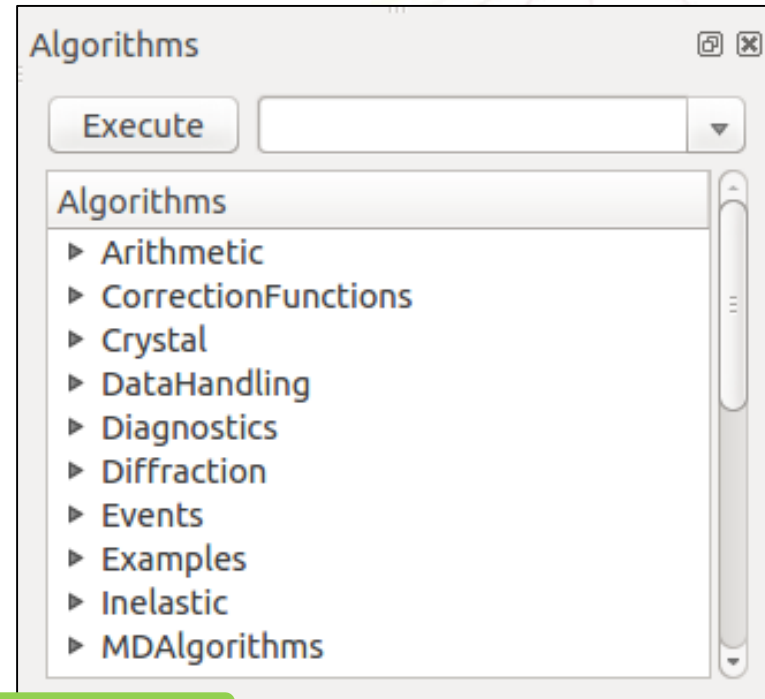 Algorithms
Execute
Algorithms
Arithmetic
CorrectionFunctions
Crystal
DataHandling
Diagnostics
Diffraction
Events
Examples
Inelastic
MDAlgorithms